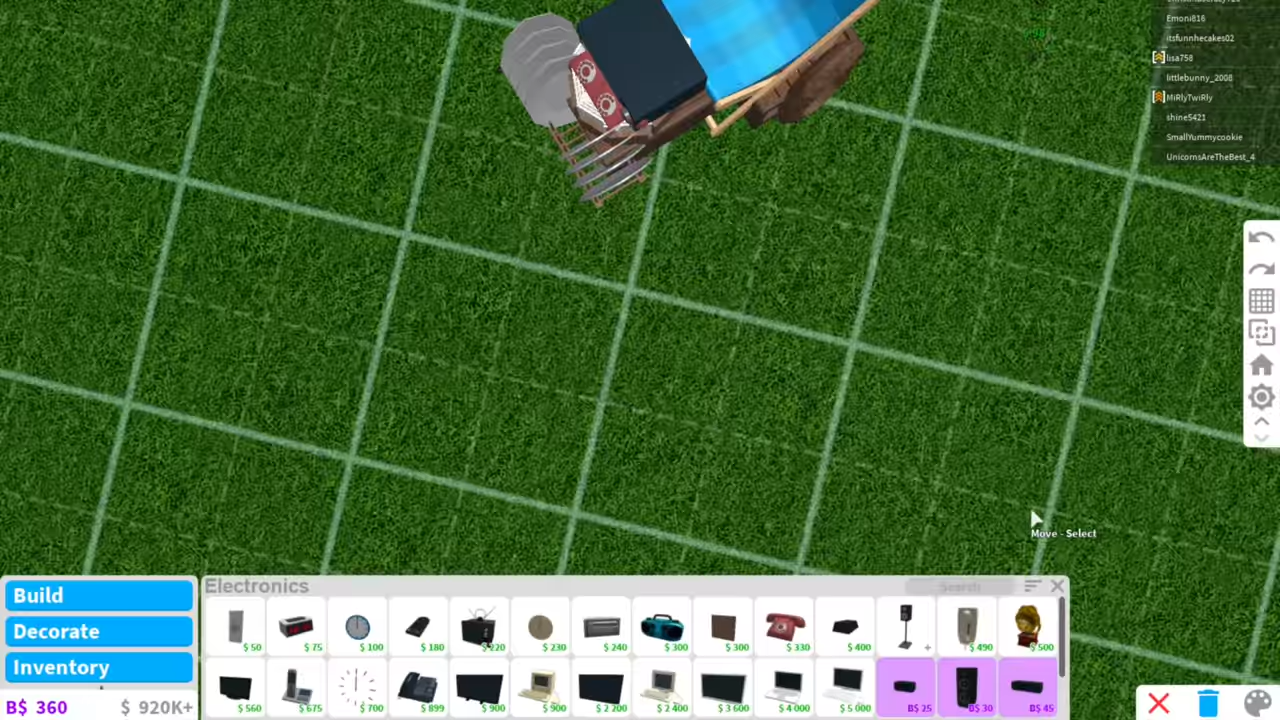 Emoni816
itsfunnhecakes02
lisa758
littlebunny_2008
MiRlyTwiRly
shine5421
SmallYummycookie
UnicornsAreTheBest_4
Move - Select
Electronics
Search
Build
Decorate
Inventory
B$ 360
$ 920K+
$ 50
$ 75
$ 100
$ 180
$ 220
$ 230
$ 240
$ 300
$ 300
$ 330
$ 400
+
$ 490
$ 500
$ 560
$ 675
$ 700
$ 899
$ 900
$ 900
$ 2 200
$ 2 400
$ 3 600
$ 4 000
$ 5 000
B$ 25
B$ 30
B$ 45